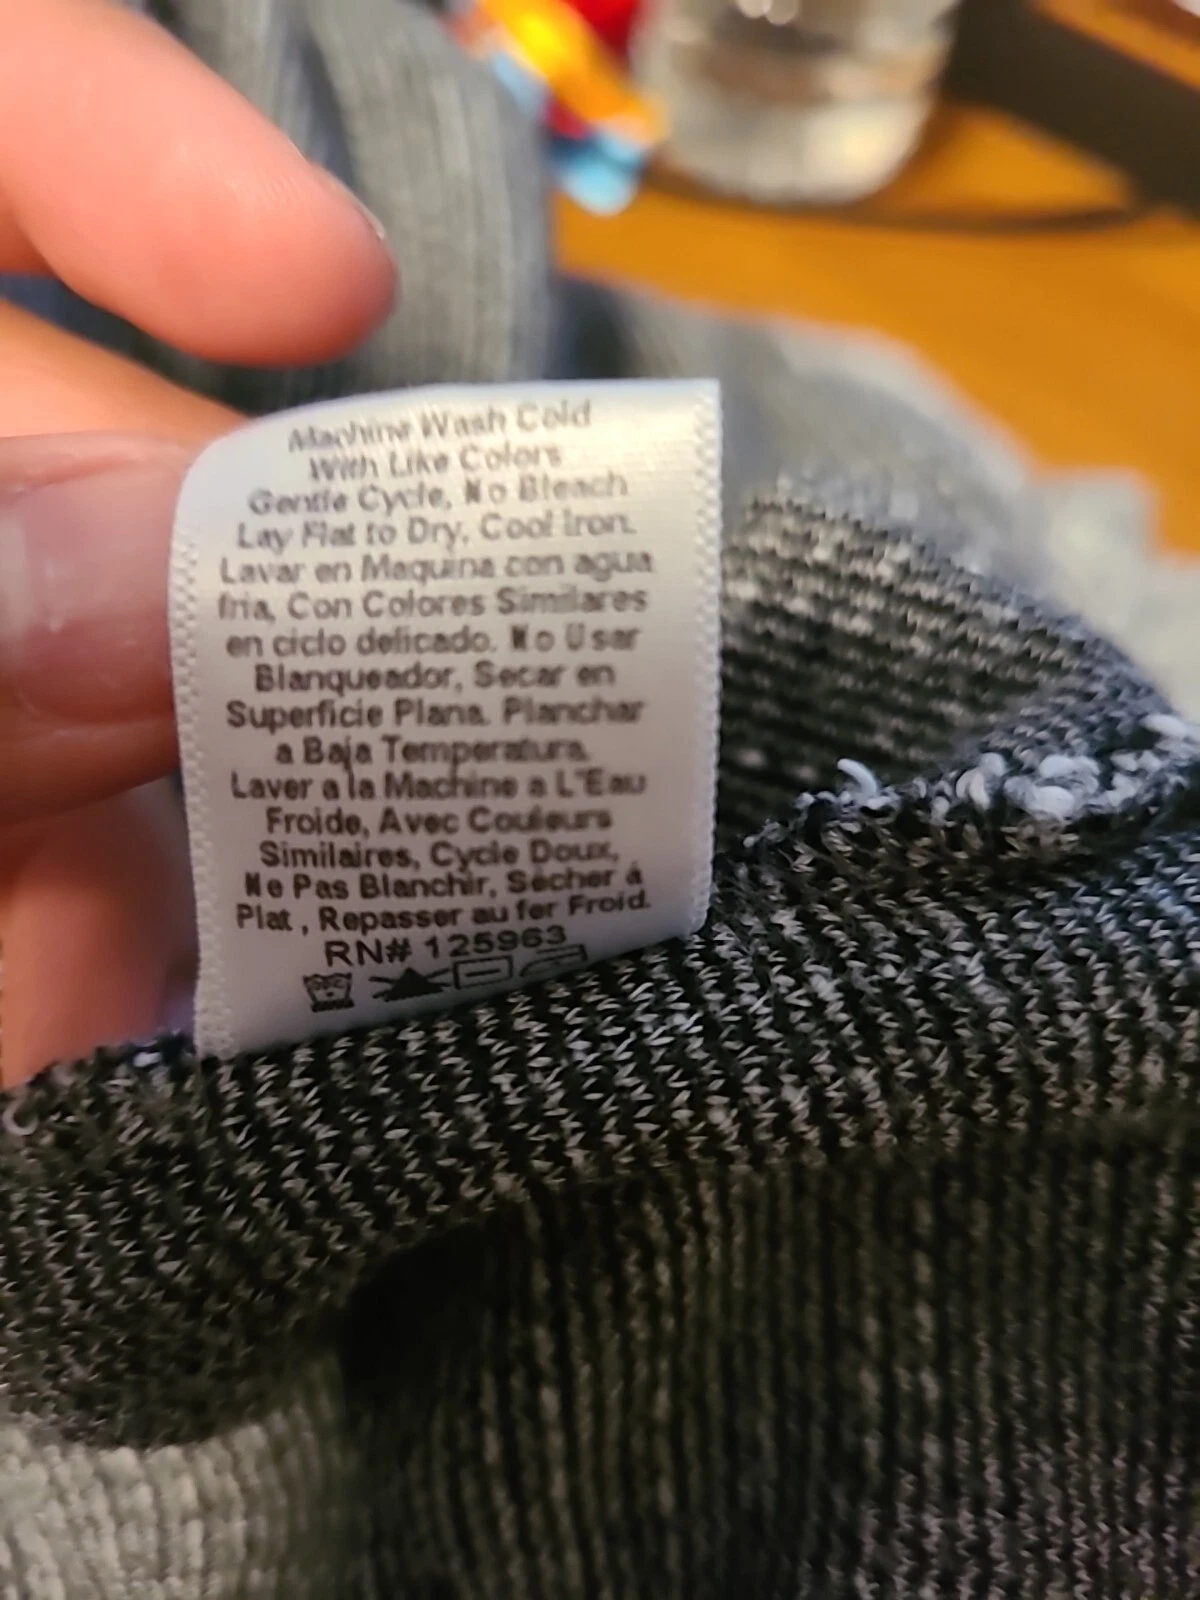 Machine Wash Cold
With Like Colors
Gentle Cycle, No Bleach
Lay Flat to Dry, Cool Iron.
Lavar en Maquina con agua
fria, Con Colores Similares
en ciclo delicado. No Usar
Blanqueador, Secar en
Superficie Plana. Planchar
a Baja Temperatura.
Laver a la Machine a L'Eau
Froide, Avec Couleurs
Similaires, Cycle Doux,
Ne Pas Blanchir, Sécher à
Plat , Repasser au fer Froid.
RN# 125963